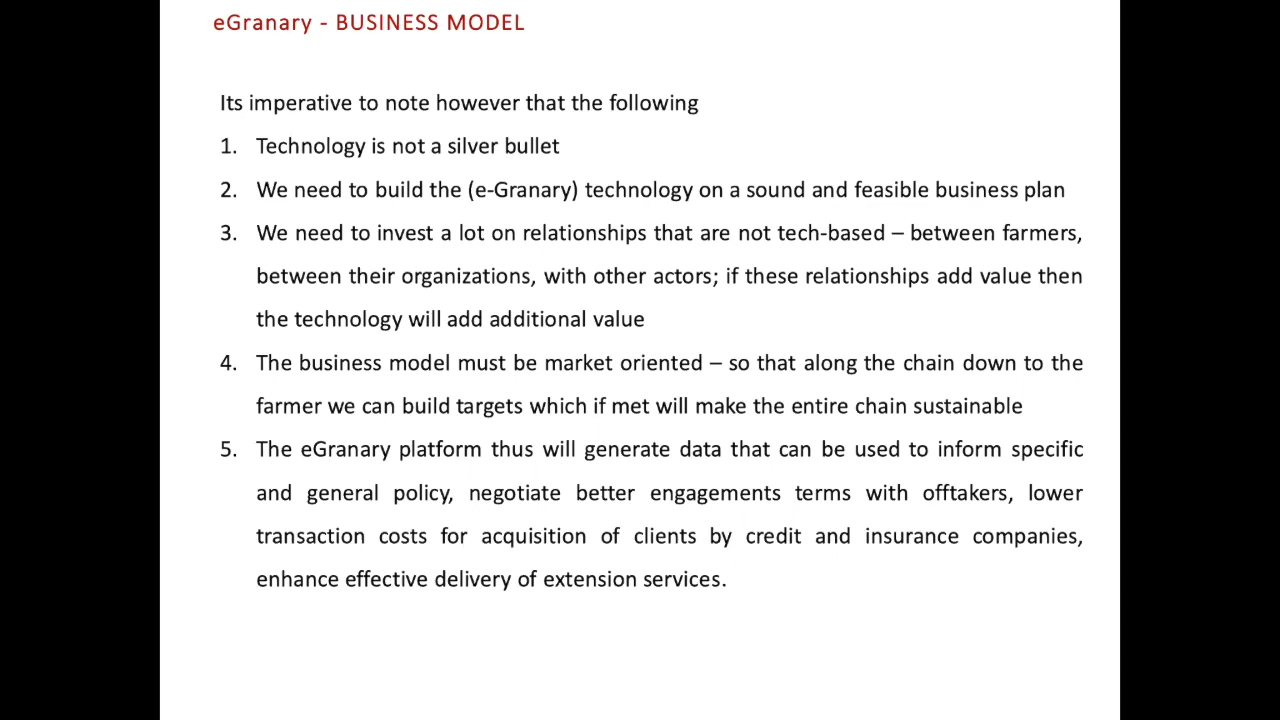 eGranary - BUSINESS MODEL
Its imperative to note however that the following
1. Technology is not a silver bullet
2. We need to build the (e-Granary) technology on a sound and feasible business plan
3. We need to invest a lot on relationships that are not tech-based – between farmers,
between their organizations, with other actors; if these relationships add value then
the technology will add additional value
4. The business model must be market oriented – so that along the chain down to the
farmer we can build targets which if met will make the entire chain sustainable
5. The eGranary platform thus will generate data that can be used to inform specific
and general policy, negotiate better engagements terms with offtakers, lower
transaction costs for acquisition of clients by credit and insurance companies,
enhance effective delivery of extension services.